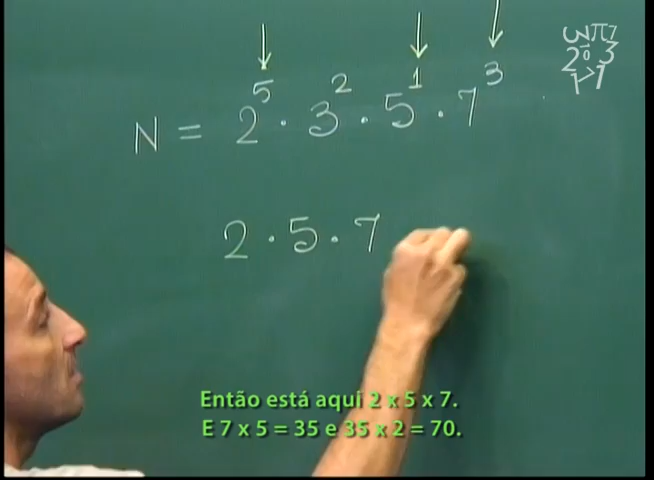 N = 2⁵ · 3² · 5¹ · 7³
2 · 5 · 7
Então está aqui 2 x 5 x 7.
E 7 x 5 = 35 e 35 x 2 = 70.